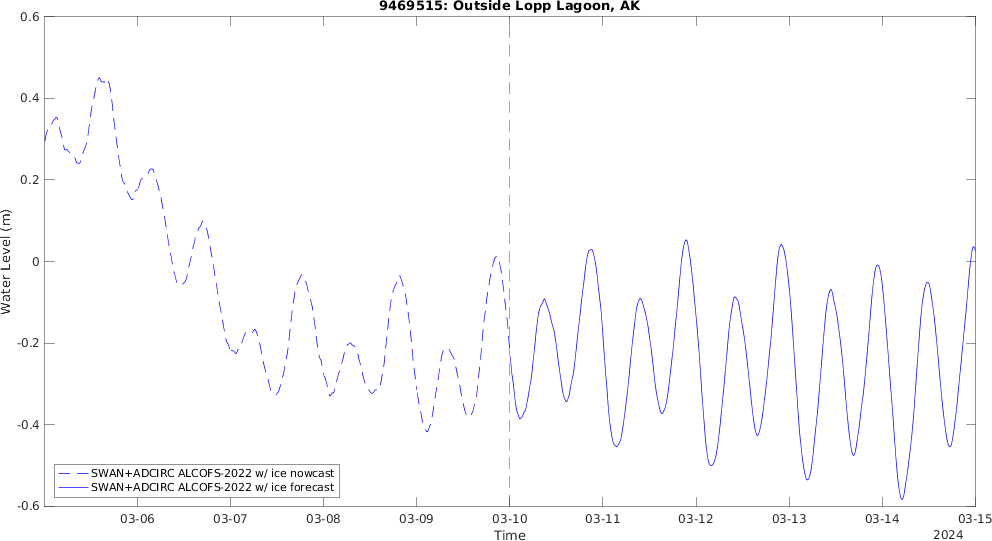 9469515: Outside Lopp Lagoon, AK
0.6
0.4
0.2
0
-0.2
-0.4
-0.6
Water Level (m)
SWAN+ADCIRC ALCOFS-2022 w/ ice nowcast
SWAN+ADCIRC ALCOFS-2022 w/ ice forecast
03-06 03-07 03-08 03-09 03-10 03-11 03-12 03-13 03-14 03-15
Time
2024